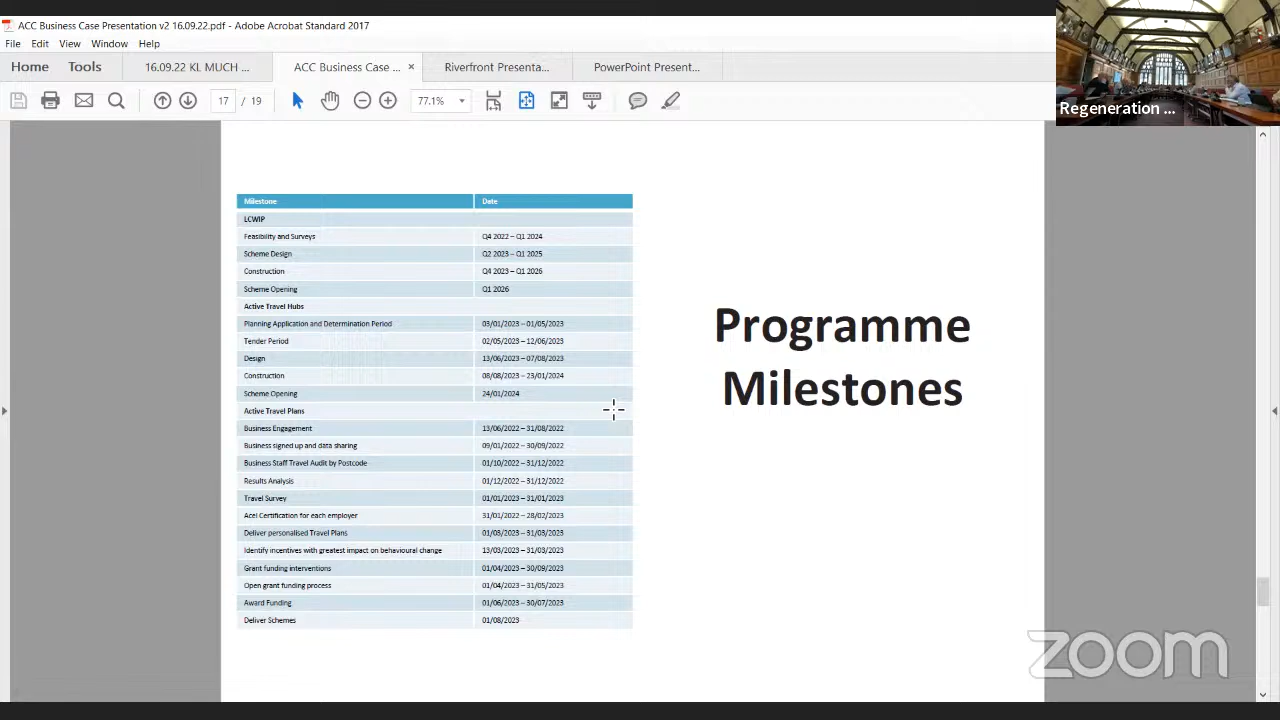 ACC Business Case Presentation v2 16.09.22.pdf - Adobe Acrobat Standard 2017
File Edit View Window Help
Home Tools 16.09.22 KL MUCH ... ACC Business Case ... × PowerPoint Presenta... PowerPoint Present...
17 / 19 77.1%
Regeneration ...
Milestone Date
LCWIP
Feasibility and Surveys Q4 2022 – Q1 2024
Scheme Design Q2 2023 – Q1 2025
Construction Q4 2023 – Q1 2026
Scheme Opening Q1 2026
Active Travel Hubs
Planning Application and Determination Period 03/01/2023 – 01/05/2023
Tender Period 02/05/2023 – 12/06/2023
Design 13/06/2023 – 07/08/2023
Construction 08/08/2023 – 23/01/2024
Scheme Opening 24/01/2024
Active Travel Plans
Business Engagement 13/06/2022 – 31/08/2022
Business signed up and data sharing 09/01/2022 – 30/09/2022
Business Staff Travel Audit by Postcode 01/10/2022 – 31/12/2022
Results Analysis 01/12/2022 – 31/12/2022
Travel Survey 01/01/2023 – 31/01/2023
Acel Certification for each employer 31/01/2022 – 28/02/2023
Deliver personalised Travel Plans 01/03/2023 – 31/03/2023
Identify incentives with greatest impact on behavioural change 13/03/2023 – 31/03/2023
Grant funding interventions 01/04/2023 – 30/09/2023
Open grant funding process 01/04/2023 – 31/05/2023
Award Funding 01/06/2023 – 30/07/2023
Deliver Schemes 01/08/2023
Programme
Milestones
zoom